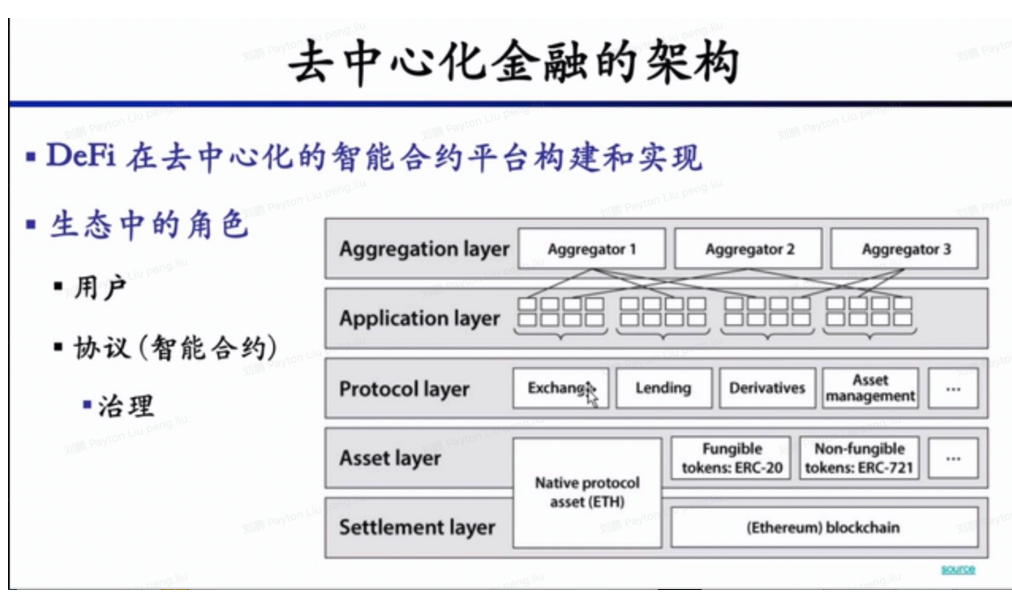 去中心化金融的架构
▪ DeFi 在去中心化的智能合约平台构建和实现
▪ 生态中的角色
▪ 用户
▪ 协议(智能合约)
▪ 治理
Aggregation layer Aggregator 1 Aggregator 2 Aggregator 3
Application layer
Protocol layer Exchange Lending Derivatives Asset management ...
Asset layer Fungible tokens: ERC-20 Non-fungible tokens: ERC-721 ...
Native protocol asset (ETH)
Settlement layer (Ethereum) blockchain
source
刘鹏 Payton Liu peng.liu